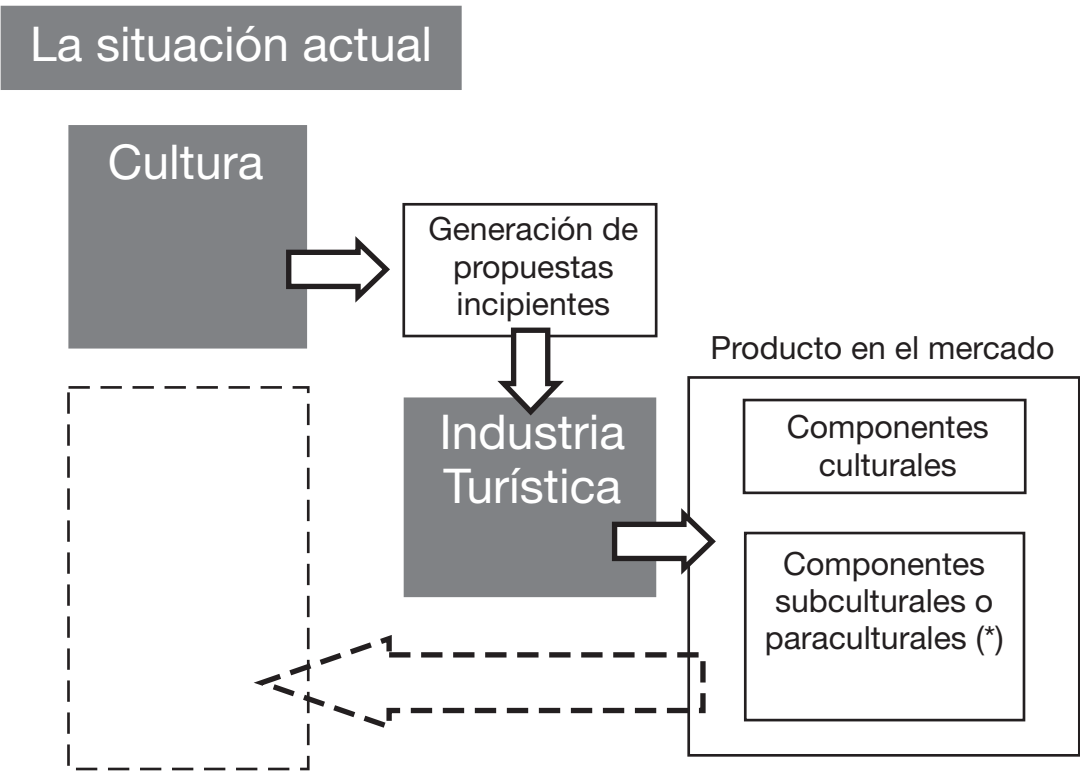 La situación actual
Cultura
Generación de
propuestas
incipientes
Industria
Turística
Producto en el mercado
Componentes
culturales
Componentes
subculturales o
paraculturales (*)